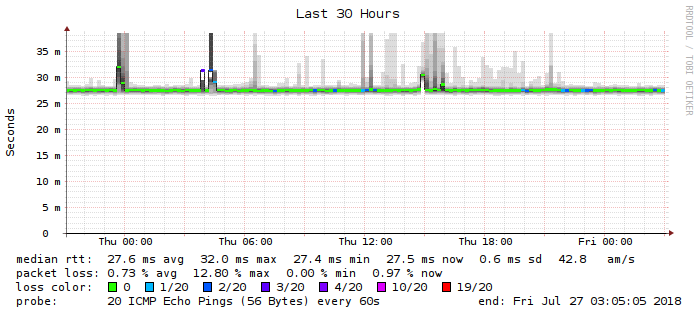 Last 30 Hours
RRDTOOL / TOBI OETIKER
Seconds
35 m
30 m
25 m
20 m
15 m
10 m
5 m
0
Thu 00:00 Thu 06:00 Thu 12:00 Thu 18:00 Fri 00:00
median rtt: 27.6 ms avg 32.0 ms max 27.4 ms min 27.5 ms now 0.6 ms sd 42.8 am/s
packet loss: 0.73 % avg 12.80 % max 0.00 % min 0.97 % now
loss color: 0 1/20 2/20 3/20 4/20 10/20 19/20
probe: 20 ICMP Echo Pings (56 Bytes) every 60s end: Fri Jul 27 03:05:05 2018